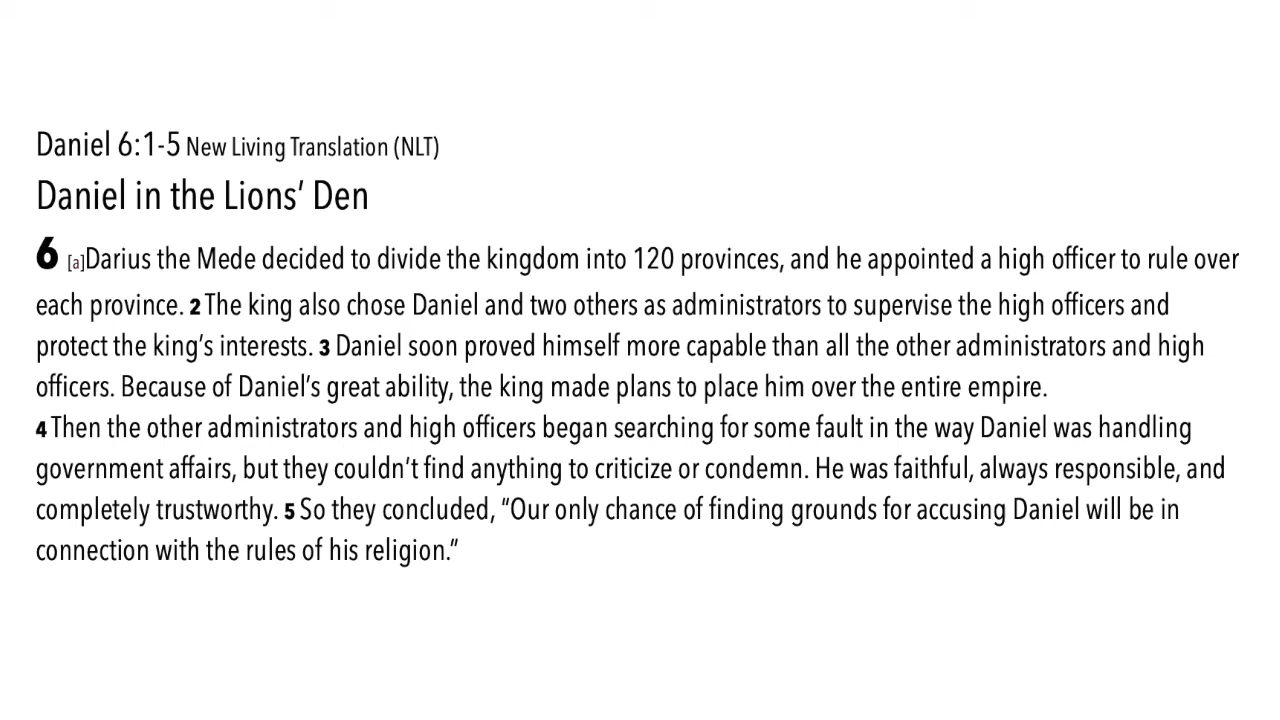 Daniel 6:1-5 New Living Translation (NLT)
Daniel in the Lions’ Den
6 [a]Darius the Mede decided to divide the kingdom into 120 provinces, and he appointed a high officer to rule over
each province. 2 The king also chose Daniel and two others as administrators to supervise the high officers and
protect the king’s interests. 3 Daniel soon proved himself more capable than all the other administrators and high
officers. Because of Daniel’s great ability, the king made plans to place him over the entire empire.
4 Then the other administrators and high officers began searching for some fault in the way Daniel was handling
government affairs, but they couldn’t find anything to criticize or condemn. He was faithful, always responsible, and
completely trustworthy. 5 So they concluded, “Our only chance of finding grounds for accusing Daniel will be in
connection with the rules of his religion.”